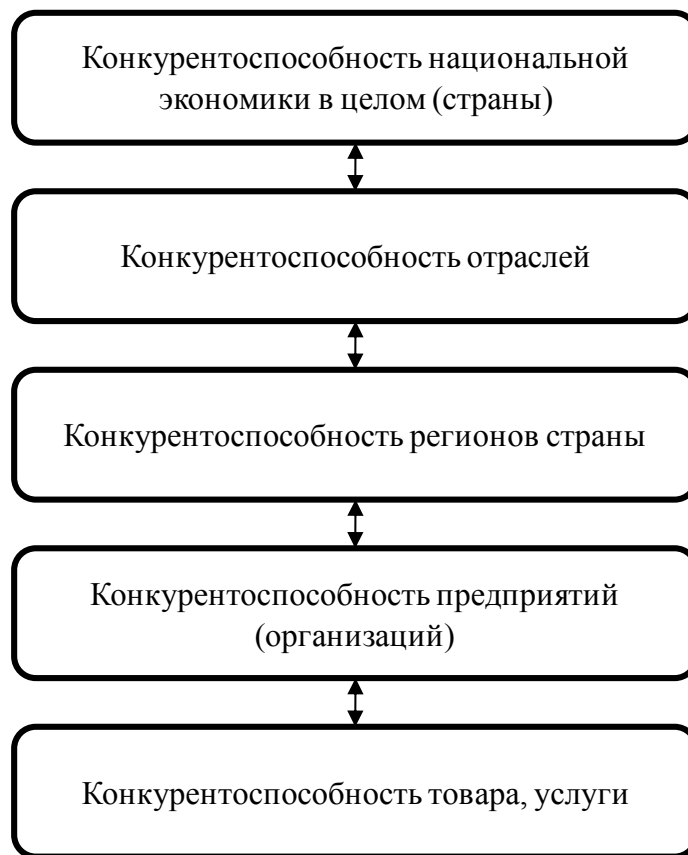 Конкурентоспособность национальной
экономики в целом (страны)
Конкурентоспособность отраслей
Конкурентоспособность регионов страны
Конкурентоспособность предприятий
(организаций)
Конкурентоспособность товара, услуги